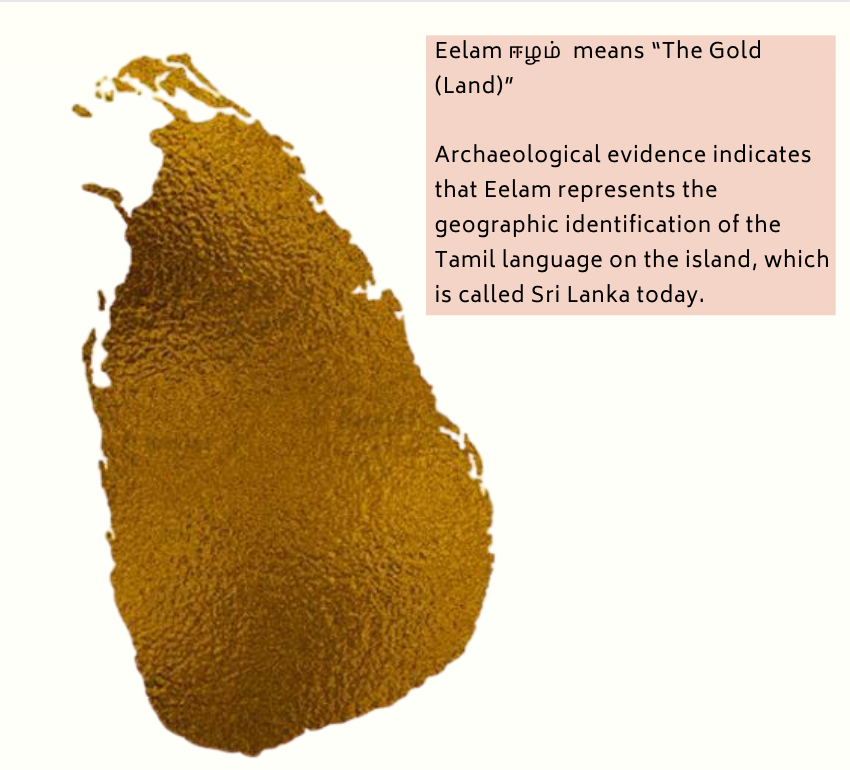 Eelam ஈழம் means “The Gold
(Land)”
Archaeological evidence indicates
that Eelam represents the
geographic identification of the
Tamil language on the island, which
is called Sri Lanka today.